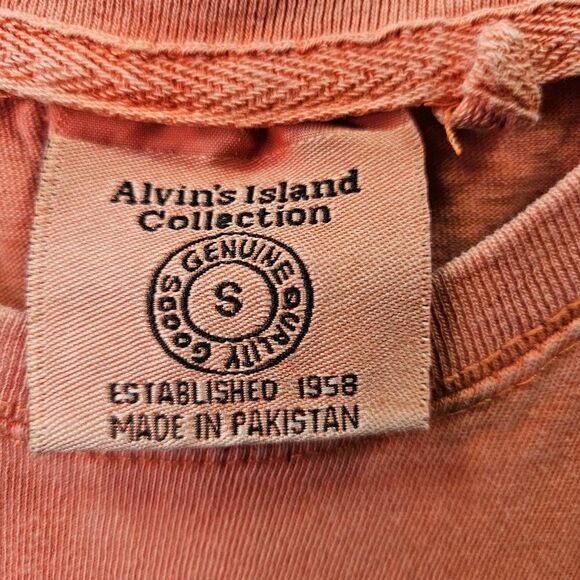 Alvin's Island
Collection
GENUINE QUALITY GOODS
S
ESTABLISHED 1958
MADE IN PAKISTAN